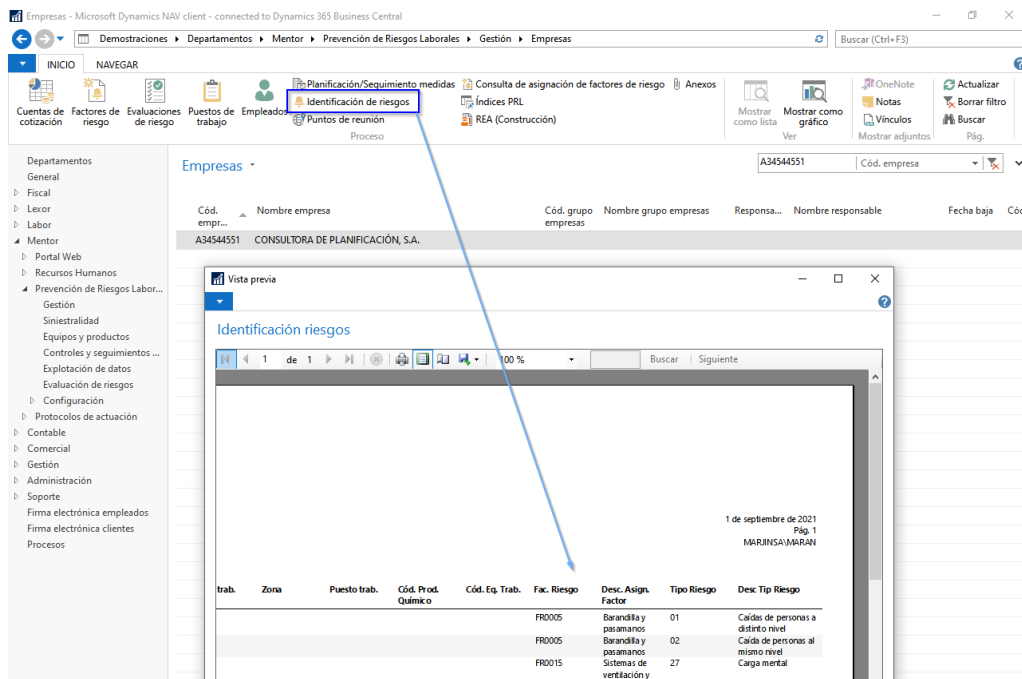 Empresas - Microsoft Dynamics NAV client - connected to Dynamics 365 Business Central
Demostraciones Departamentos Mentor Prevención de Riesgos Laborales Gestión Empresas
Buscar (Ctrl+F3)
INICIO NAVEGAR
Cuentas de cotización
Factores de riesgo
Evaluaciones de riesgo
Puestos de trabajo
Empleados
Planificación/Seguimiento medidas
Identificación de riesgos
Puntos de reunión
Consulta de asignación de factores de riesgo
Índices PRL
REA (Construcción)
Anexos
Proceso
Mostrar como lista
Mostrar como gráfico
Ver
OneNote
Notas
Vínculos
Mostrar adjuntos
Actualizar
Borrar filtro
Buscar
Pág.
Departamentos
General
Fiscal
Lexor
Labor
Mentor
Portal Web
Recursos Humanos
Prevención de Riesgos Labor...
Gestión
Siniestralidad
Equipos y productos
Controles y seguimientos ...
Explotación de datos
Evaluación de riesgos
Configuración
Protocolos de actuación
Contable
Comercial
Gestión
Administración
Soporte
Firma electrónica empleados
Firma electrónica clientes
Procesos
Empresas
A34544551 Cód. empresa
Cód. empr... Nombre empresa Cód. grupo empresas Nombre grupo empresas Responsa... Nombre responsable Fecha baja Cód
A34544551 CONSULTORA DE PLANIFICACIÓN, S.A.
Vista previa
Identificación riesgos
1 de 1 100 % Buscar Siguiente
1 de septiembre de 2021
Pág. 1
MARJINSA\MARAN
trab. Zona Puesto trab. Cód. Prod. Químico Cód. Eq. Trab. Fac. Riesgo Desc. Asign. Factor Tipo Riesgo Desc Tip Riesgo
FR0005 Barandilla y pasamanos 01 Caídas de personas a distinto nivel
FR0005 Barandilla y pasamanos 02 Caída de personas al mismo nivel
FR0015 Sistemas de ventilación y 27 Carga mental